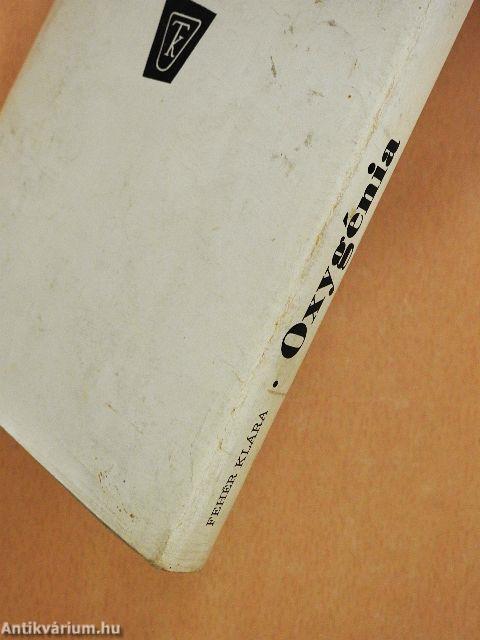 TK
FEHÉR KLÁRA · Oxygénia
Antikvárium.hu